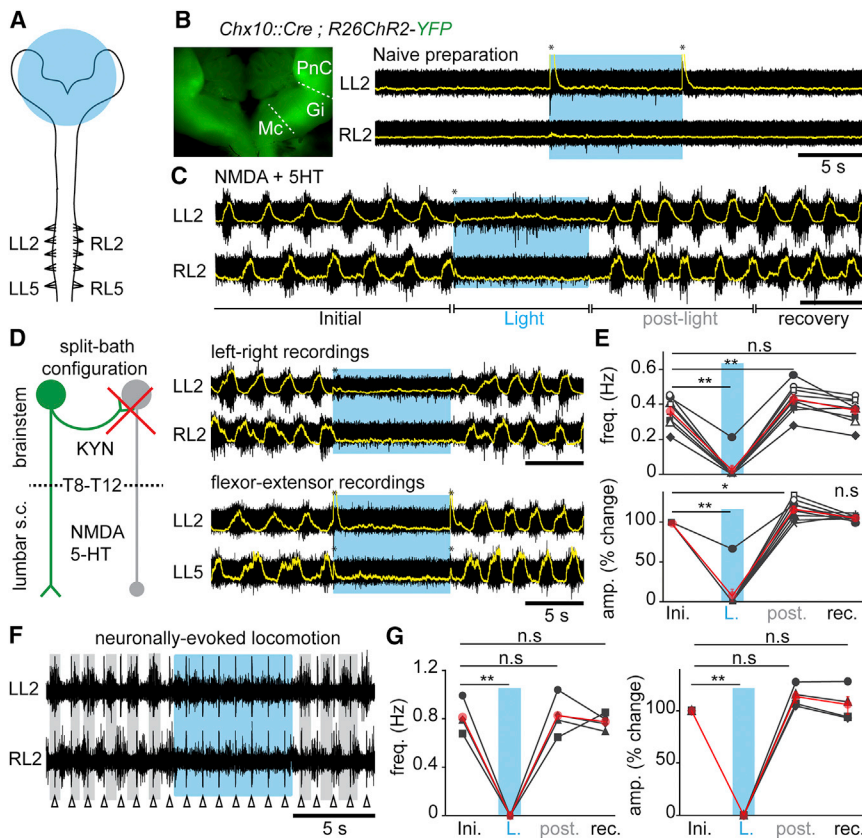 A
LL2
RL2
LL5
RL5
Chx10::Cre ; R26ChR2-YFP
B
PnC
Gi
Mc
Naive preparation
*
*
LL2
RL2
5 s
C
NMDA + 5HT
*
LL2
RL2
Initial
Light
post-light
recovery
D
split-bath
configuration
brainstem
KYN
T8-T12
lumbar s.c.
NMDA
5-HT
left-right recordings
LL2
RL2
flexor-extensor recordings
*
*
LL2
*
*
LL5
5 s
E
n.s
**
**
freq. (Hz)
0.6
0.4
0.2
0
*
n.s
**
amp. (% change)
100
50
0
Ini.
L.
post.
rec.
F
neuronally-evoked locomotion
LL2
RL2
5 s
G
n.s
n.s
**
freq. (Hz)
1.2
0.8
0.4
0
Ini.
L.
post.
rec.
n.s
n.s
**
amp. (% change)
100
50
0
Ini.
L.
post.
rec.